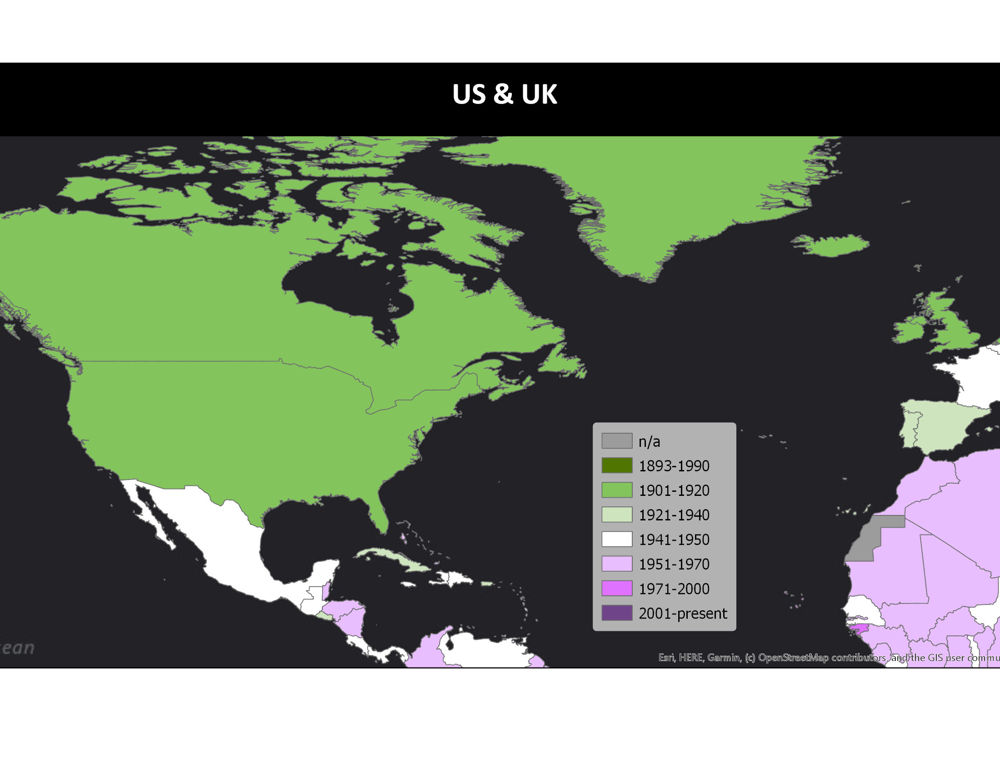 US & UK
n/a
1893-1990
1901-1920
1921-1940
1941-1950
1951-1970
1971-2000
2001-present
ean
Esri, HERE, Garmin, (c) OpenStreetMap contributors, and the GIS user commu